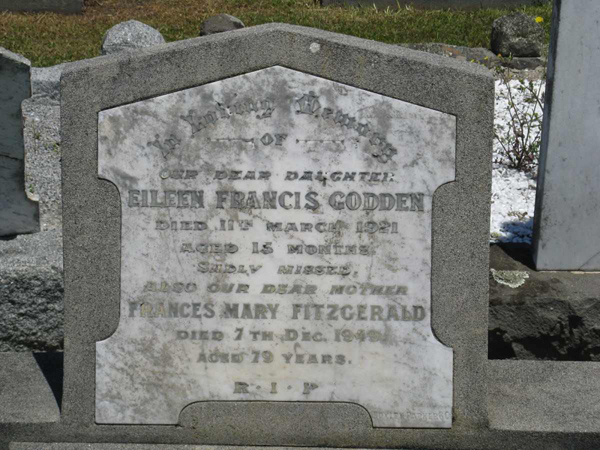 In Loving Memory
OF
OUR DEAR DAUGHTER
EILEEN FRANCIS GODDEN
DIED 11TH MARCH 1921
AGED 15 MONTHS.
SADLY MISSED.
ALSO OUR DEAR MOTHER
FRANCES MARY FITZGERALD
DIED 7TH DEC. 1949
AGED 79 YEARS.
R.I.P